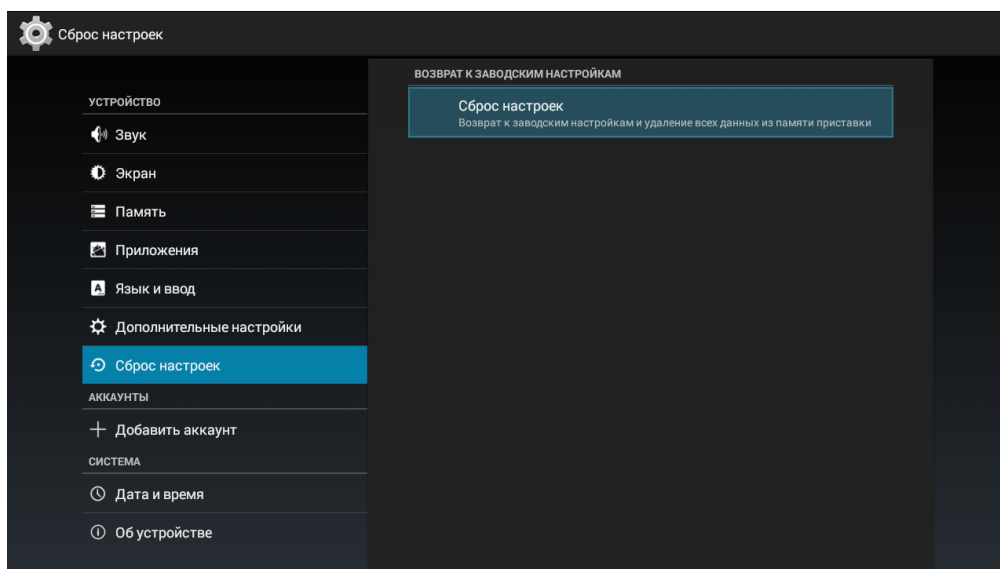 Сброс настроек
УСТРОЙСТВО
Звук
Экран
Память
Приложения
Язык и ввод
Дополнительные настройки
Сброс настроек
АККАУНТЫ
Добавить аккаунт
СИСТЕМА
Дата и время
Об устройстве
ВОЗВРАТ К ЗАВОДСКИМ НАСТРОЙКАМ
Сброс настроек
Возврат к заводским настройкам и удаление всех данных из памяти приставки